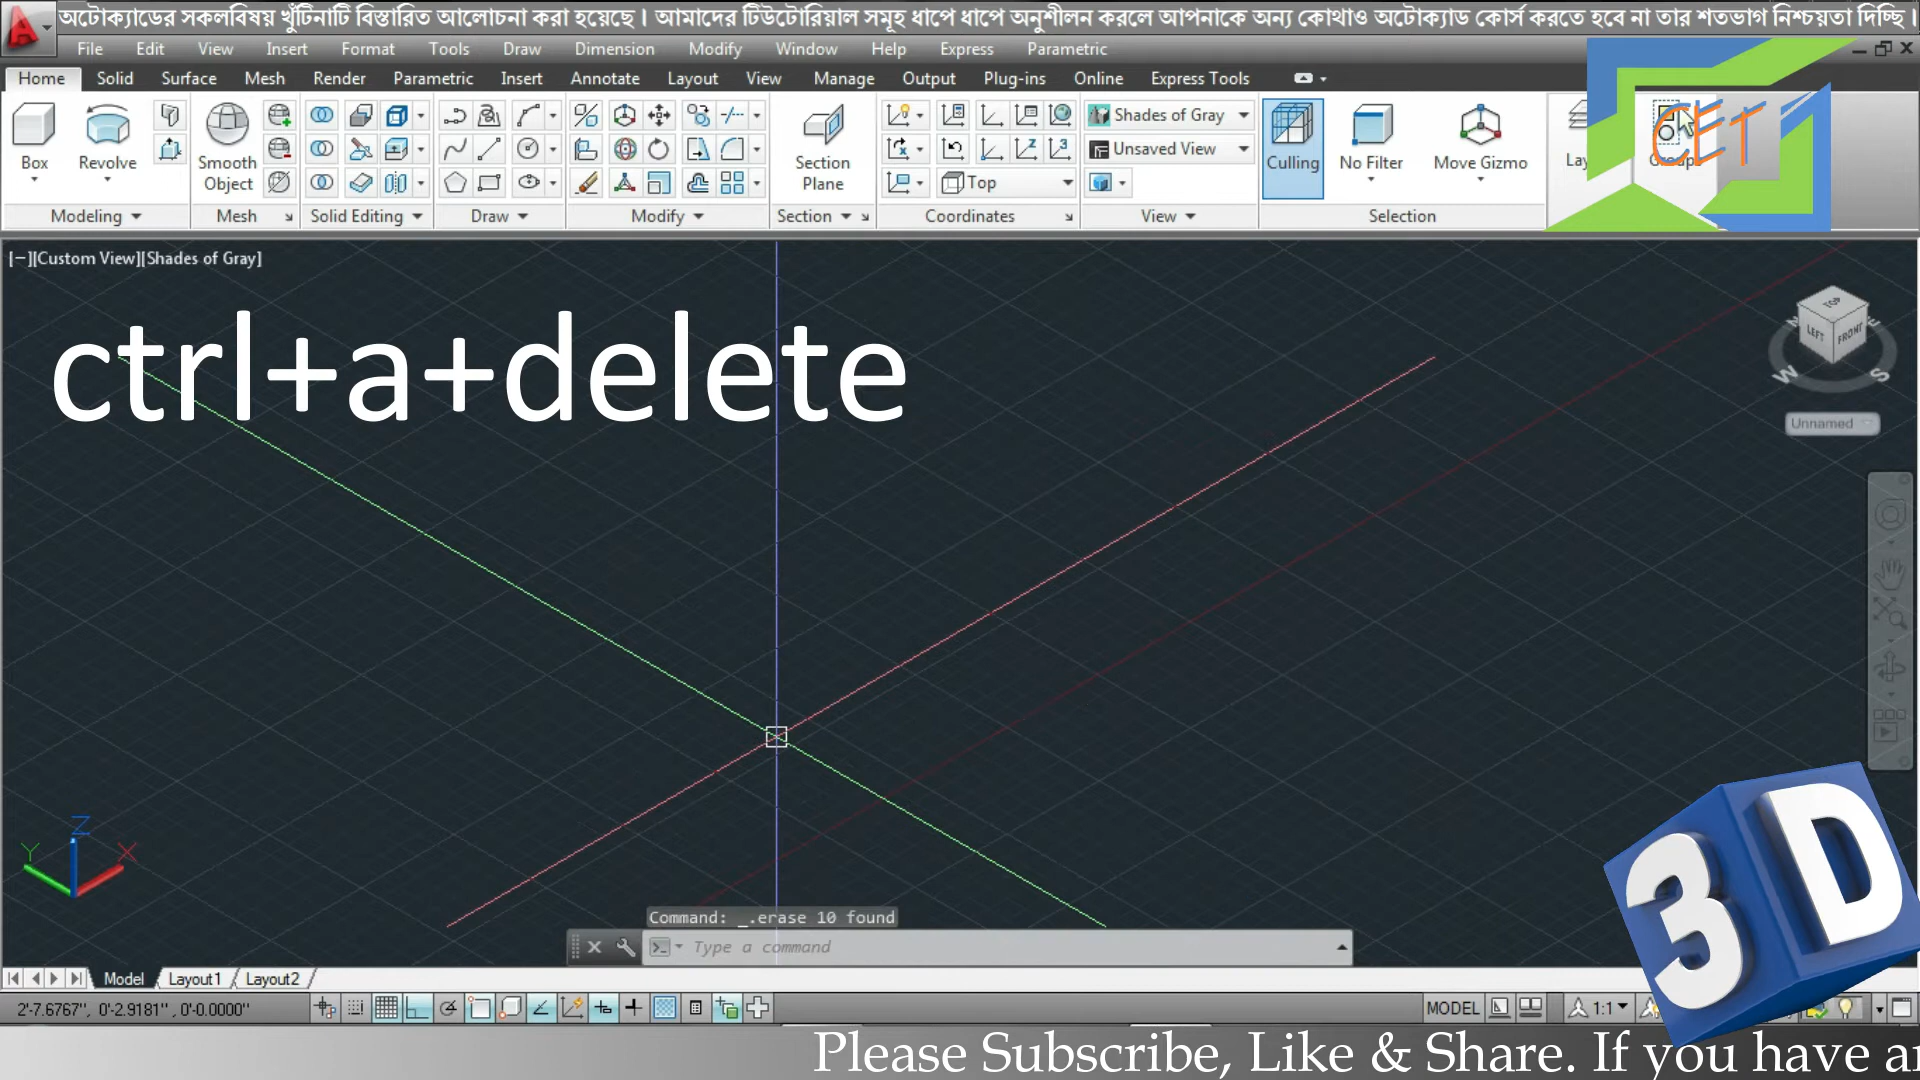 অটোক্যাডের সকলবিষয় খুঁটিনাটি বিস্তারিত আলোচনা করা হয়েছে। আমাদের টিউটোরিয়াল সমূহ ধাপে ধাপে অনুশীলন করলে আপনাকে অন্য কোথাও অটোক্যাড কোর্স করতে হবে না তার শতভাগ নিশ্চয়তা দিচ্ছি।
File Edit View Insert Format Tools Draw Dimension Modify Window Help Express Parametric
Home Solid Surface Mesh Render Parametric Insert Annotate Layout View Manage Output Plug-ins Online Express Tools
Box Revolve Smooth Object Section Plane Shades of Gray Culling No Filter Move Gizmo
Unsaved View
Top
CET
Modeling Mesh Solid Editing Draw Modify Section Coordinates View Selection
[−][Custom View][Shades of Gray]
ctrl+a+delete
TOP
LEFT FRONT
W S
Unnamed
Z
Y X
3D
Command: _.erase 10 found
Type a command
Model Layout1 Layout2
2'-7.6767", 0'-2.9181" , 0'-0.0000" MODEL 1:1
Please Subscribe, Like & Share. If you have